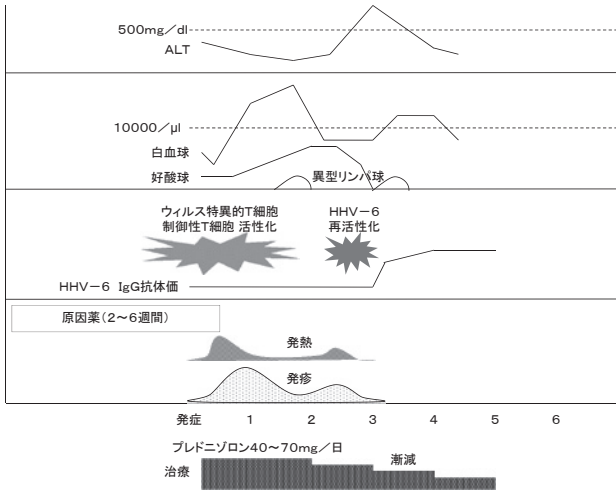 500mg／dl
ALT
10000／μl
白血球
好酸球
異型リンパ球
ウィルス特異的T細胞
制御性T細胞 活性化
HHV－6
再活性化
HHV－6 IgG抗体価
原因薬（2～6週間）
発熱
発疹
発症 1 2 3 4 5 6
プレドニゾロン40～70mg／日
治療
漸減